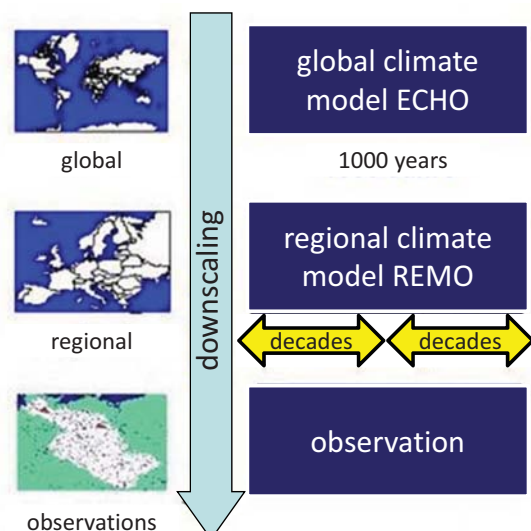 global climate
model ECHO
global
1000 years
downscaling
regional climate
model REMO
regional
decades
decades
observation
observations